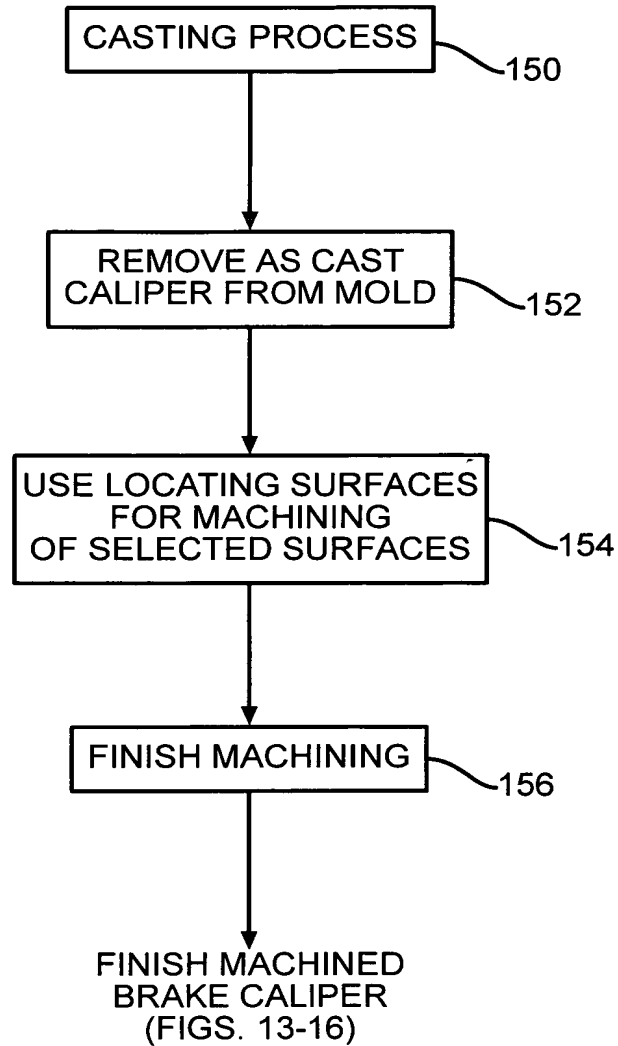 CASTING PROCESS
150
REMOVE AS CAST
CALIPER FROM MOLD
152
USE LOCATING SURFACES
FOR MACHINING
OF SELECTED SURFACES
154
FINISH MACHINING
156
FINISH MACHINED
BRAKE CALIPER
(FIGS. 13-16)